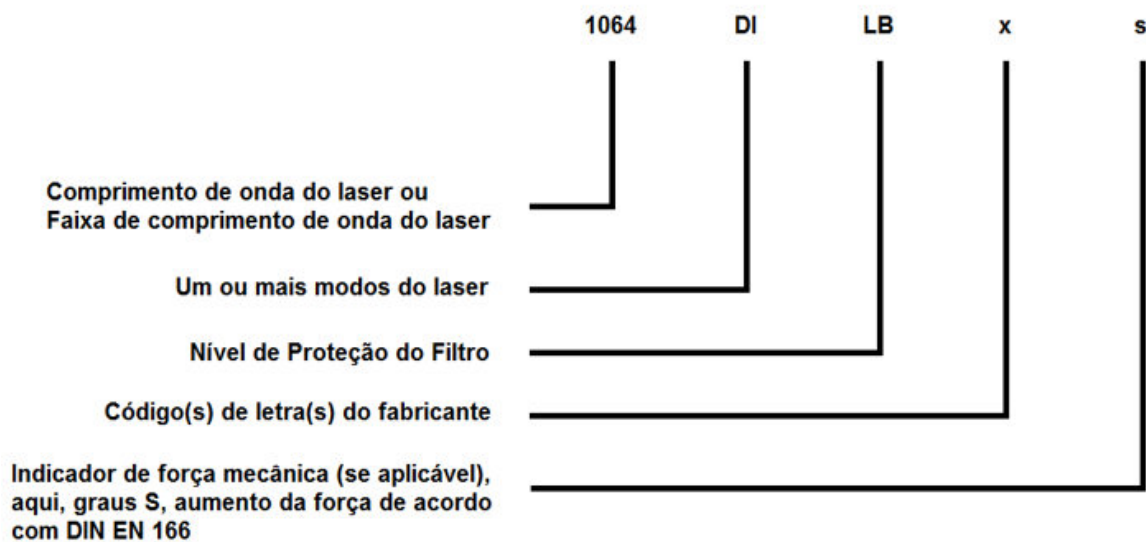 1064 DI LB x s
Comprimento de onda do laser ou
Faixa de comprimento de onda do laser
Um ou mais modos do laser
Nível de Proteção do Filtro
Código(s) de letra(s) do fabricante
Indicador de força mecânica (se aplicável),
aqui, graus S, aumento da força de acordo
com DIN EN 166